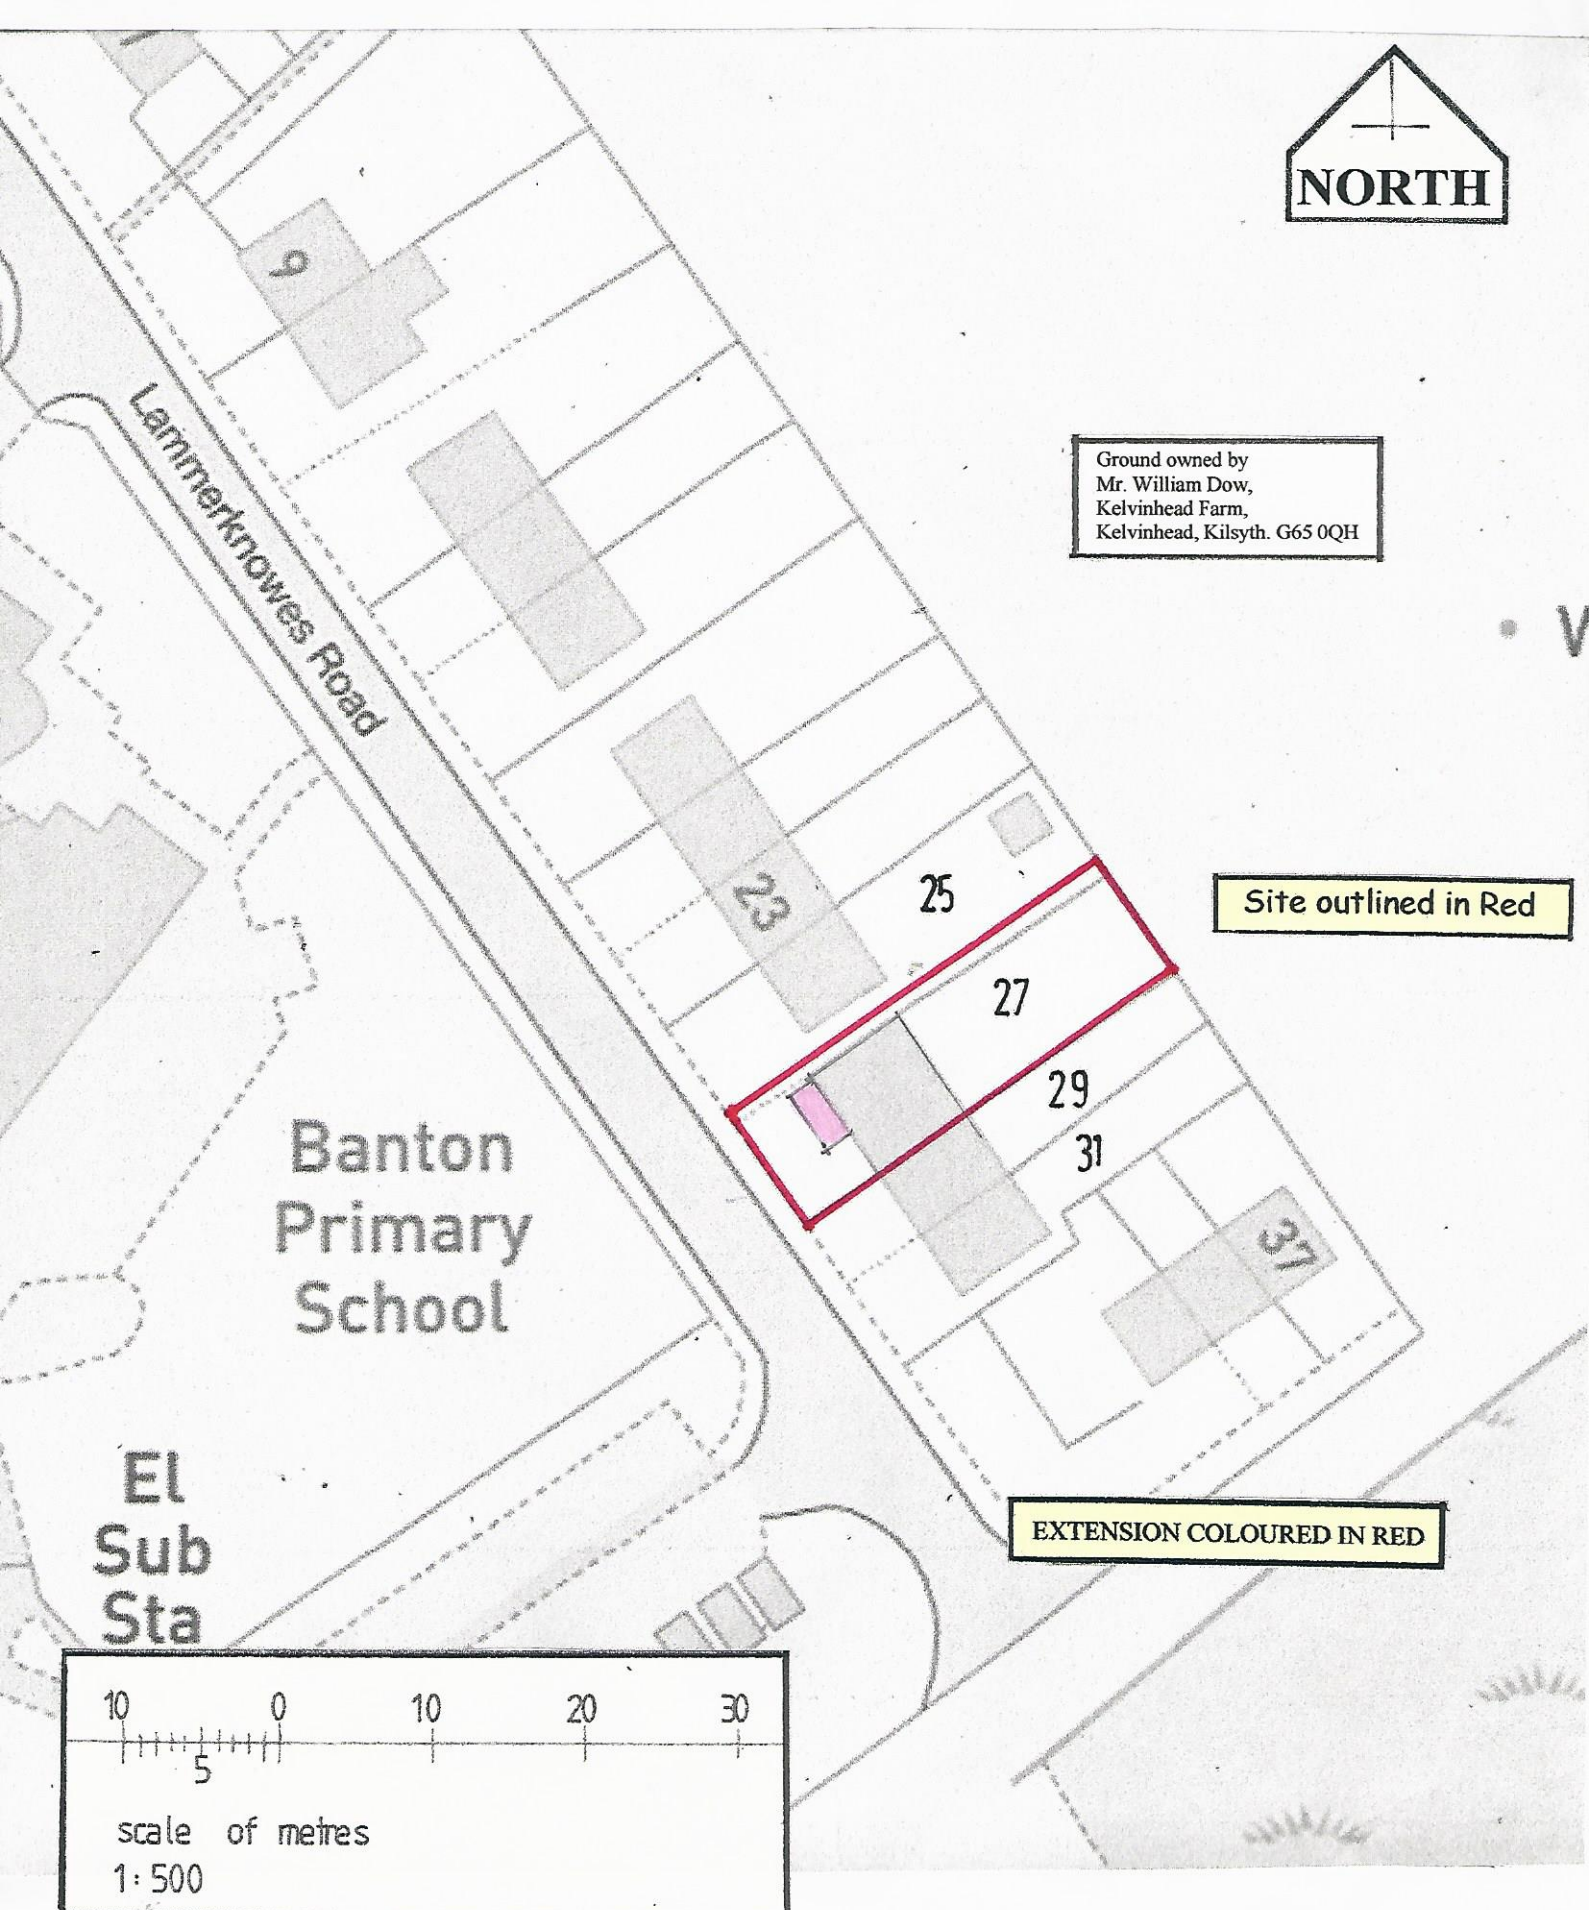 NORTH
9
Lammerknowes Road
Ground owned by
Mr. William Dow,
Kelvinhead Farm,
Kelvinhead, Kilsyth. G65 0QH
Site outlined in Red
25
23
27
29
31
37
Banton
Primary
School
El
Sub
Sta
EXTENSION COLOURED IN RED
10 0 10 20 30
5
scale of metres
1:500